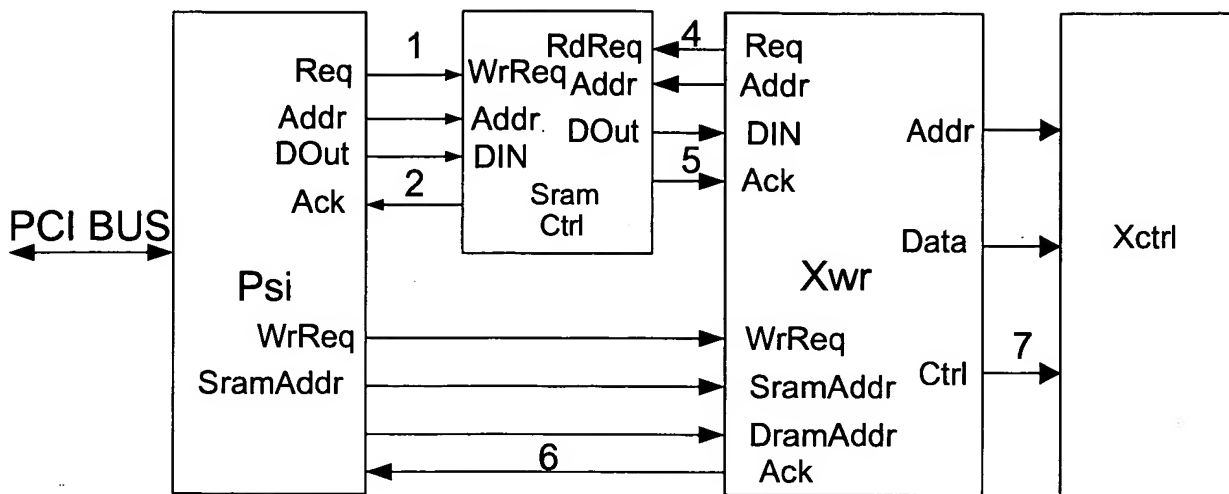 PCI BUS
1
Req
Addr
DOut
Ack
2
Psi
WrReq
SramAddr
6
RdReq
WrReq
Addr
Addr
DOut
DIN
Sram
Ctrl
4
5
Req
Addr
DIN
Ack
Addr
Data
Xwr
WrReq
SramAddr
Ctrl
DramAddr
Ack
7
Xctrl